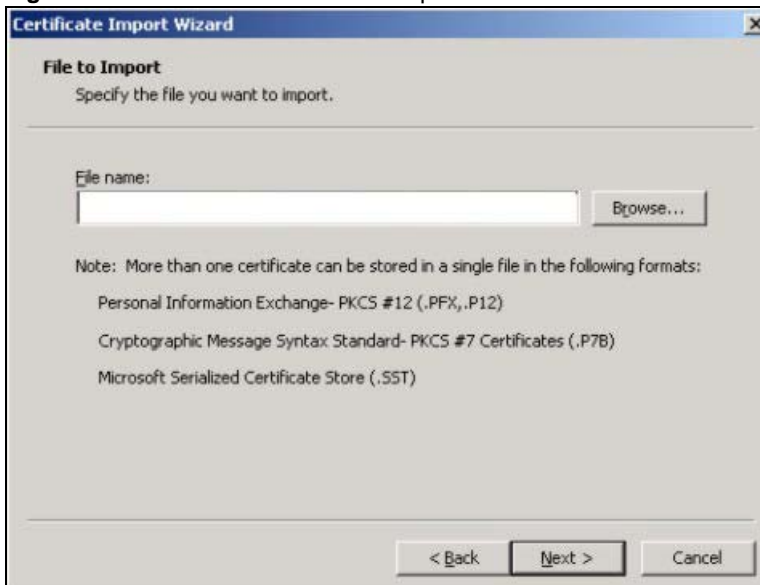 Certificate Import Wizard
File to Import
Specify the file you want to import.
File name:
Browse...
Note: More than one certificate can be stored in a single file in the following formats:
Personal Information Exchange- PKCS #12 (.PFX,.P12)
Cryptographic Message Syntax Standard- PKCS #7 Certificates (.P7B)
Microsoft Serialized Certificate Store (.SST)
< Back Next > Cancel